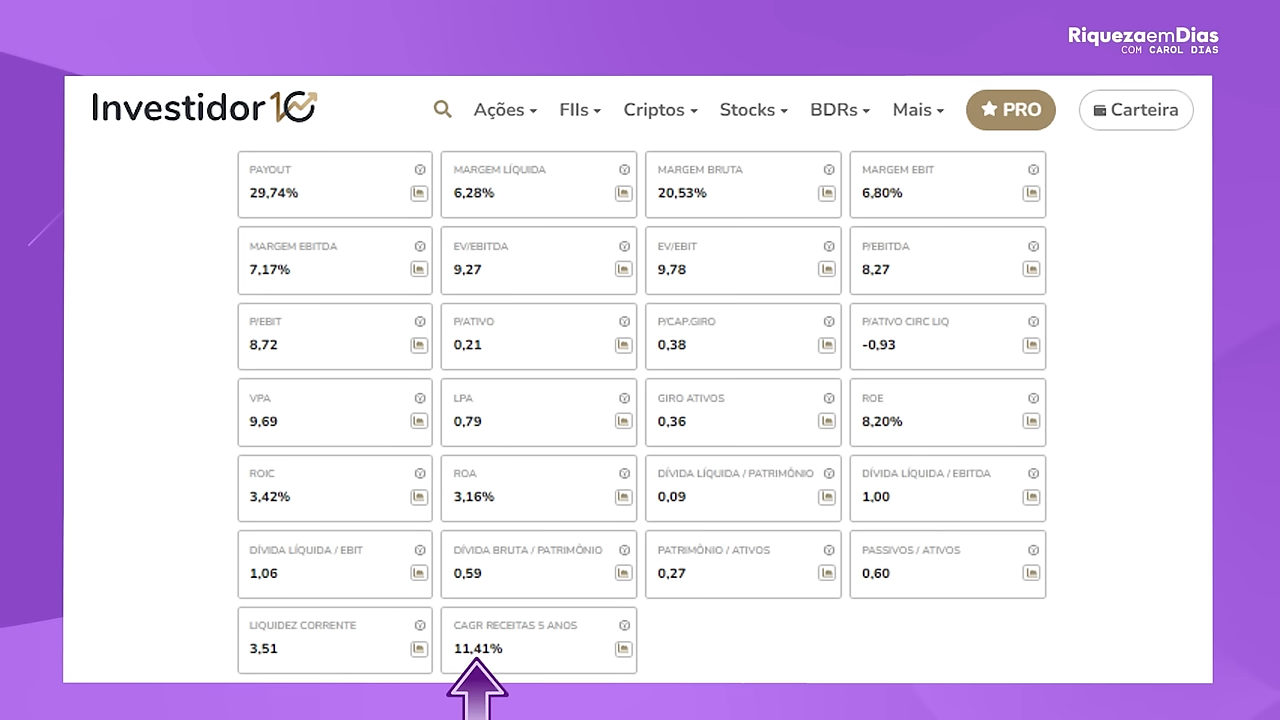 RiquezaemDias
COM CAROL DIAS
Investidor10
Ações
FIIs
Criptos
Stocks
BDRs
Mais
PRO
Carteira
PAYOUT
29,74%
MARGEM LÍQUIDA
6,28%
MARGEM BRUTA
20,53%
MARGEM EBIT
6,80%
MARGEM EBITDA
7,17%
EV/EBITDA
9,27
EV/EBIT
9,78
P/EBITDA
8,27
P/EBIT
8,72
P/ATIVO
0,21
P/CAP.GIRO
0,38
P/ATIVO CIRC LIQ
-0,93
VPA
9,69
LPA
0,79
GIRO ATIVOS
0,36
ROE
8,20%
ROIC
3,42%
ROA
3,16%
DÍVIDA LÍQUIDA / PATRIMÔNIO
0,09
DÍVIDA LÍQUIDA / EBITDA
1,00
DÍVIDA LÍQUIDA / EBIT
1,06
DÍVIDA BRUTA / PATRIMÔNIO
0,59
PATRIMÔNIO / ATIVOS
0,27
PASSIVOS / ATIVOS
0,60
LIQUIDEZ CORRENTE
3,51
CAGR RECEITAS 5 ANOS
11,41%